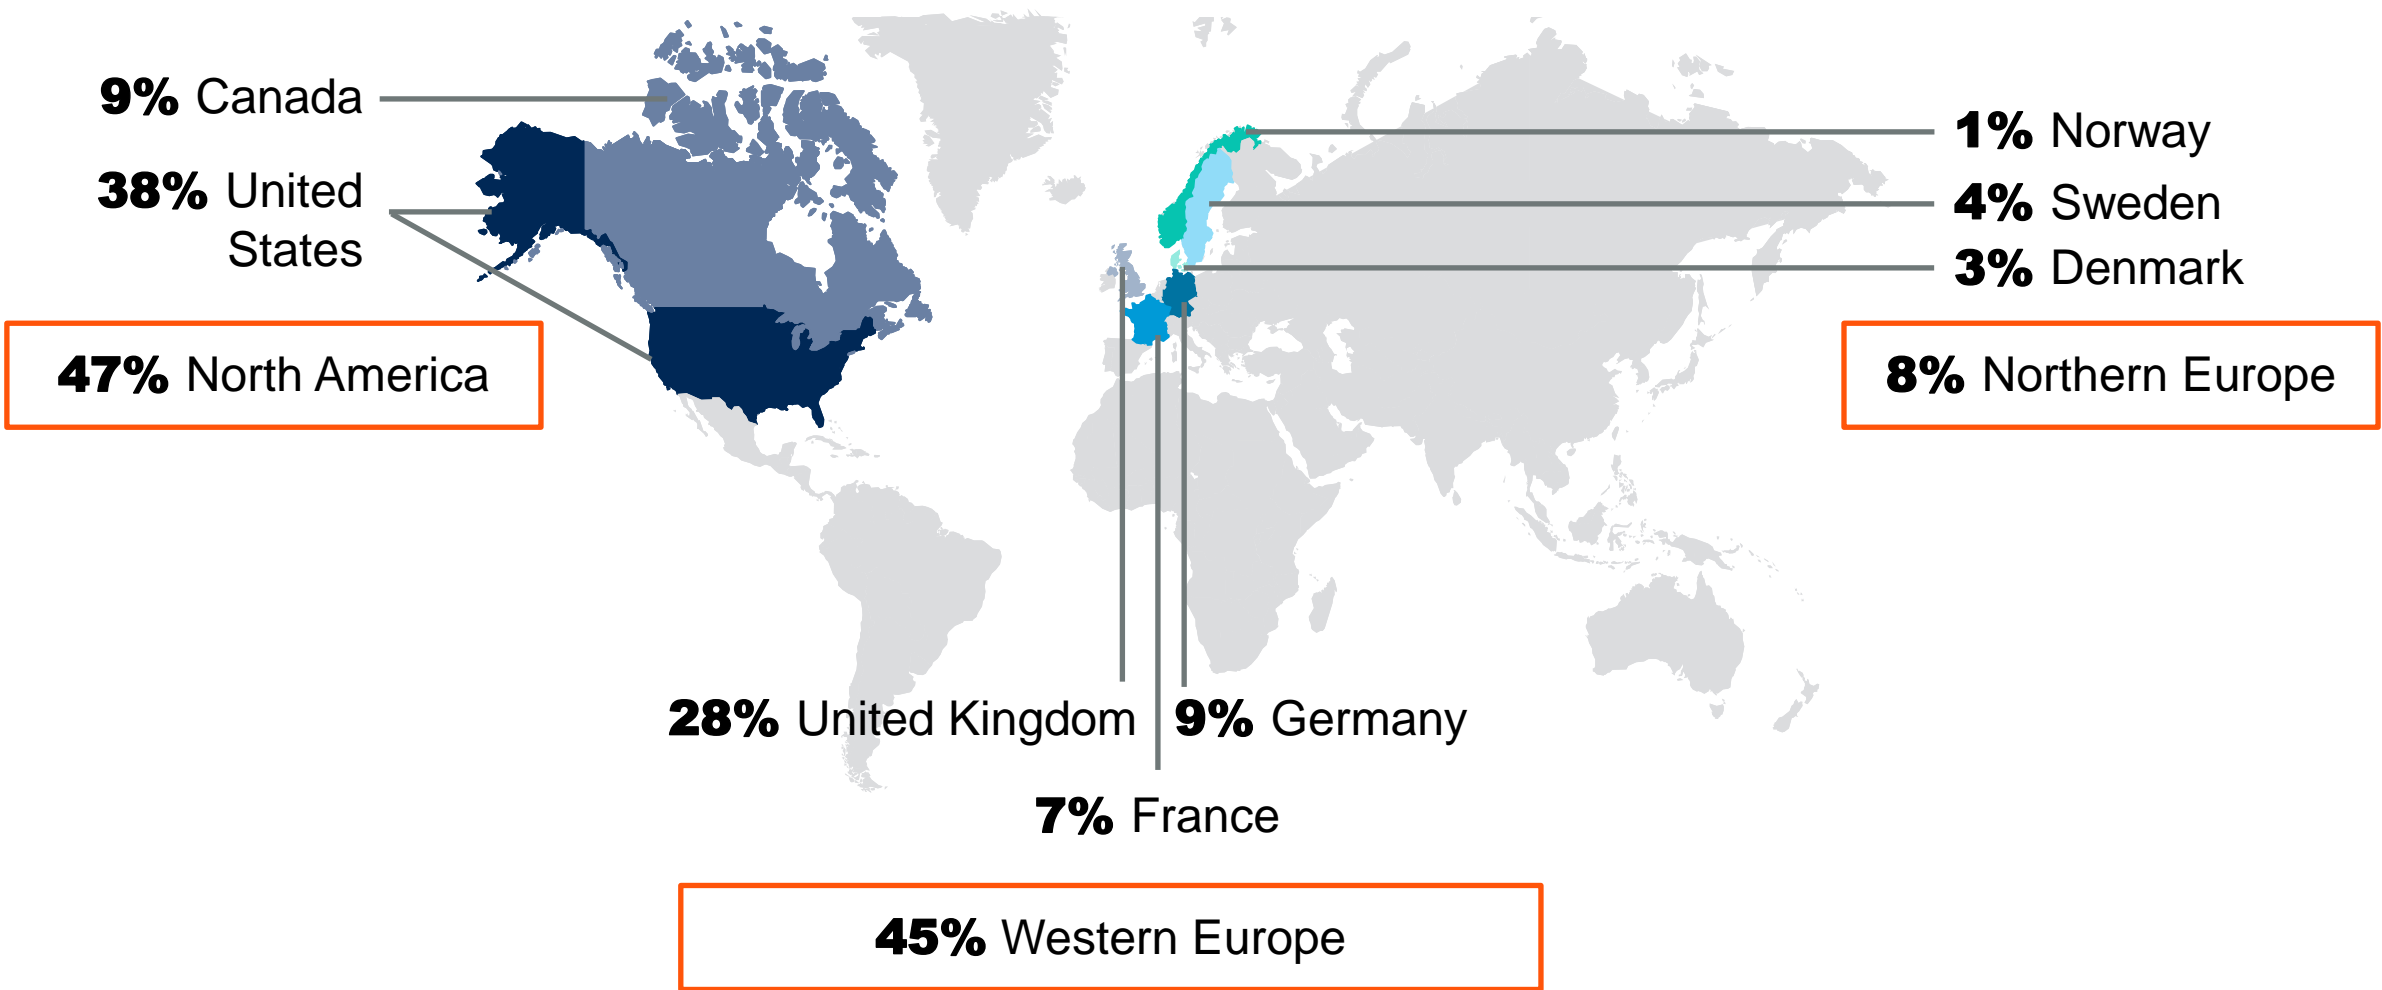 9% Canada
38% United
States
47% North America
1% Norway
4% Sweden
3% Denmark
8% Northern Europe
28% United Kingdom
9% Germany
7% France
45% Western Europe